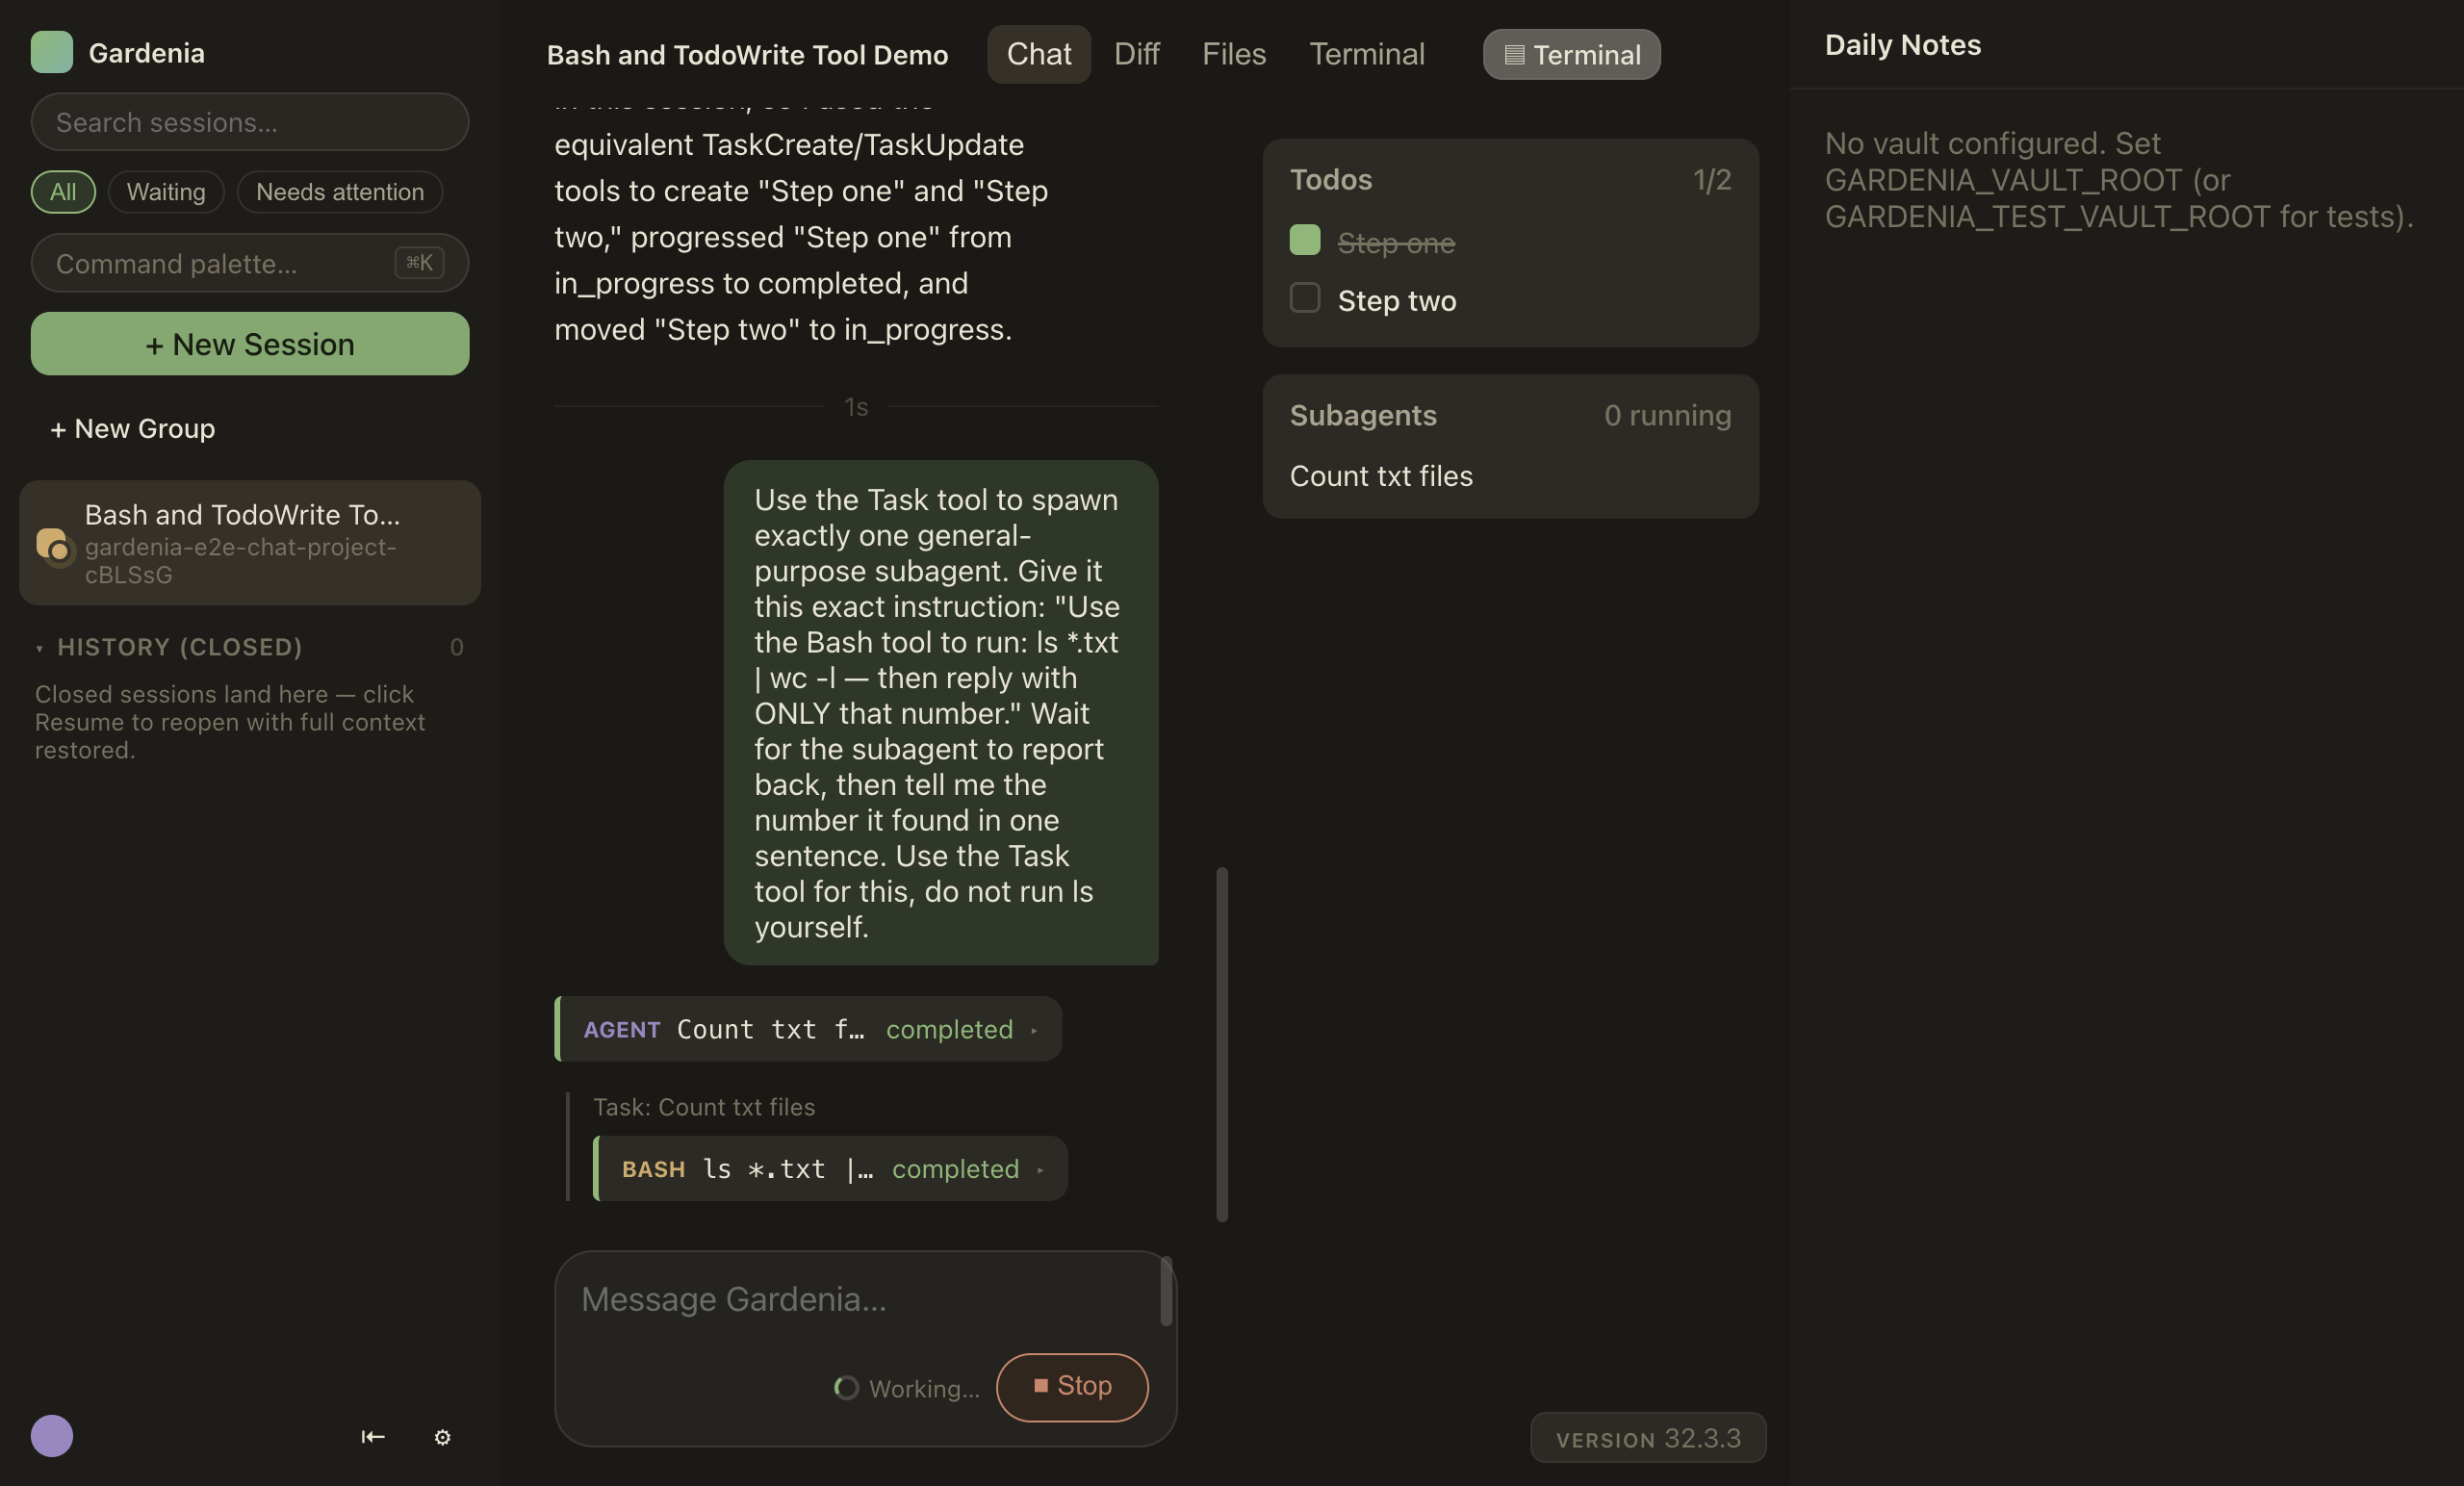 Gardenia
Search sessions...
All
Waiting
Needs attention
Command palette...
⌘K
+ New Session
+ New Group
Bash and TodoWrite To...
gardenia-e2e-chat-project-
cBLSsG
HISTORY (CLOSED)
0
Closed sessions land here — click
Resume to reopen with full context
restored.
Bash and TodoWrite Tool Demo
Chat
Diff
Files
Terminal
Terminal
in this session, so I used the
equivalent TaskCreate/TaskUpdate
tools to create "Step one" and "Step
two," progressed "Step one" from
in_progress to completed, and
moved "Step two" to in_progress.
1s
Use the Task tool to spawn
exactly one general-
purpose subagent. Give it
this exact instruction: "Use
the Bash tool to run: ls *.txt
| wc -l — then reply with
ONLY that number." Wait
for the subagent to report
back, then tell me the
number it found in one
sentence. Use the Task
tool for this, do not run ls
yourself.
AGENT Count txt f… completed
Task: Count txt files
BASH ls *.txt |… completed
Message Gardenia...
Working...
Stop
Todos
1/2
Step one
Step two
Subagents
0 running
Count txt files
VERSION 32.3.3
Daily Notes
No vault configured. Set
GARDENIA_VAULT_ROOT (or
GARDENIA_TEST_VAULT_ROOT for tests).